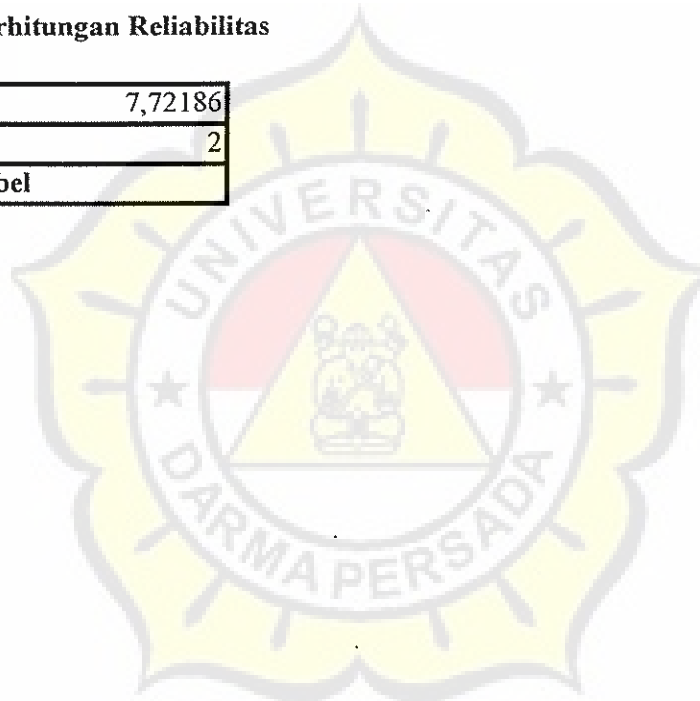 rhitungan Reliabilitas
7,72186
2
bel
UNIVERSITAS
DARMA PERSADA